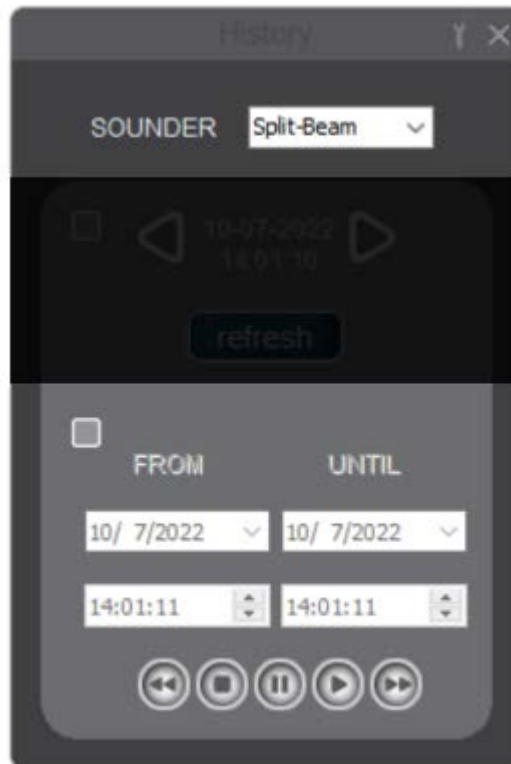 History
SOUNDER Split-Beam
10-07-2022
14:01:10
refresh
FROM UNTIL
10/ 7/2022 10/ 7/2022
14:01:11 14:01:11